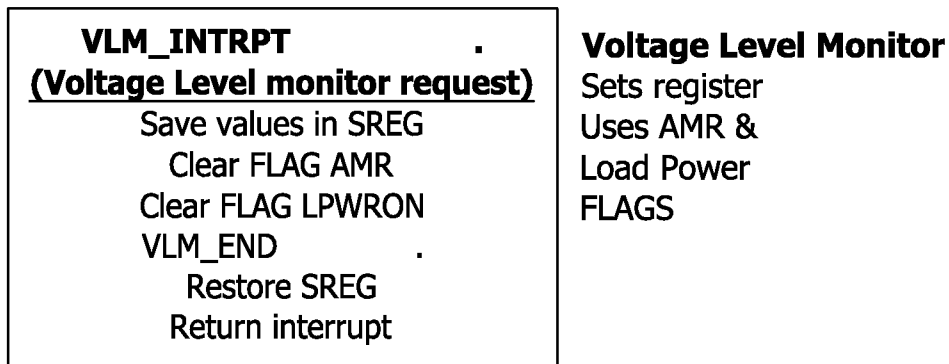 VLM_INTRPT .
(Voltage Level monitor request)
Save values in SREG
Clear FLAG AMR
Clear FLAG LPWRON
VLM_END .
Restore SREG
Return interrupt
Voltage Level Monitor
Sets register
Uses AMR &
Load Power
FLAGS